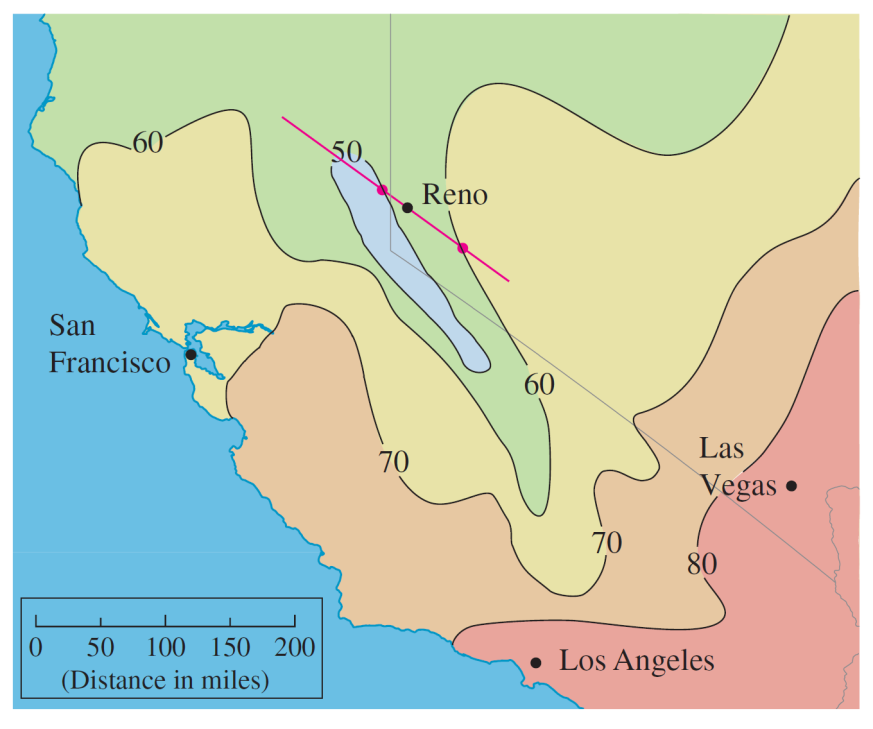 60
50
Reno
San
Francisco
60
70
Las
Vegas
70
80
0 50 100 150 200
(Distance in miles)
Los Angeles